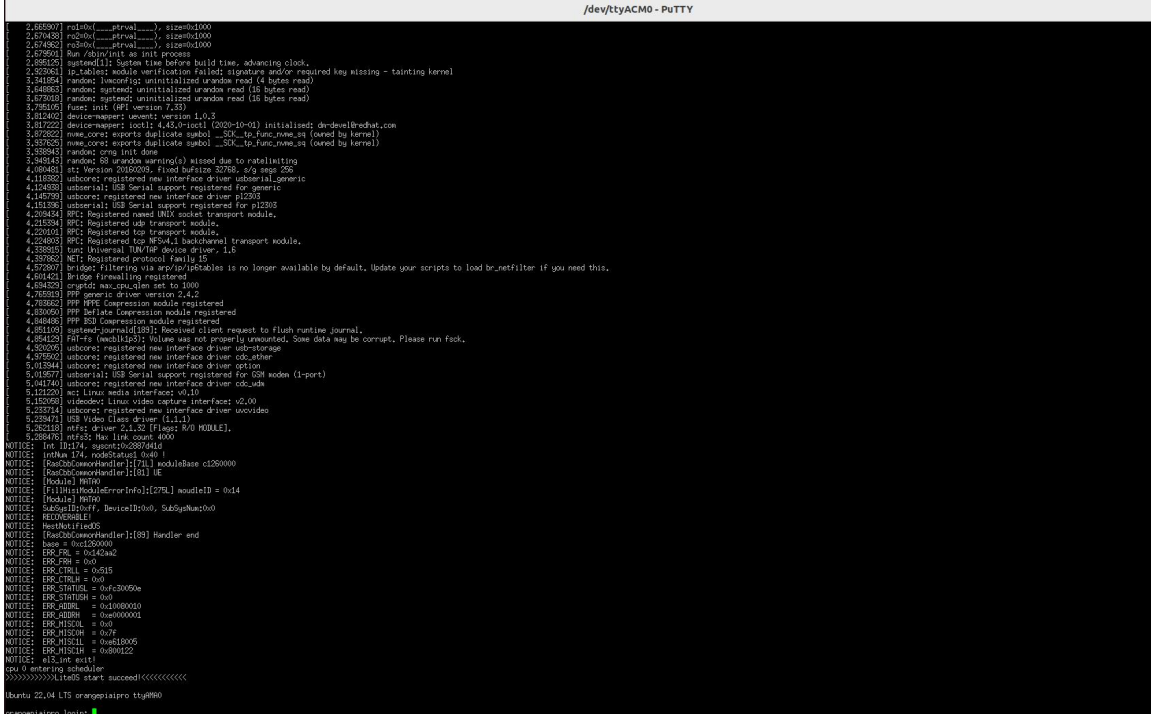 /dev/ttyACM0 - PuTTY
[    2.665907] ro1=0x(____ptrval____), size=0x1000
[    2.670438] ro2=0x(____ptrval____), size=0x1000
[    2.674962] ro3=0x(____ptrval____), size=0x1000
[    2.679501] Run /sbin/init as init process
[    2.895125] systemd[1]: System time before build time, advancing clock.
[    2.923061] ip_tables: module verification failed: signature and/or required key missing - tainting kernel
[    3.341854] random: lvmconfig: uninitialized urandom read (4 bytes read)
[    3.648863] random: systemd: uninitialized urandom read (16 bytes read)
[    3.673018] random: systemd: uninitialized urandom read (16 bytes read)
[    3.795105] fuse: init (API version 7.33)
[    3.812402] device-mapper: uevent: version 1.0.3
[    3.817222] device-mapper: ioctl: 4.43.0-ioctl (2020-10-01) initialised: dm-devel@redhat.com
[    3.872822] nvme_core: exports duplicate symbol __SCK__tp_func_nvme_sq (owned by kernel)
[    3.937625] nvme_core: exports duplicate symbol __SCK__tp_func_nvme_sq (owned by kernel)
[    3.938943] random: crng init done
[    3.949143] random: 68 urandom warning(s) missed due to ratelimiting
[    4.080481] st: Version 20160209, fixed bufsize 32768, s/g segs 256
[    4.118382] usbcore: registered new interface driver usbserial_generic
[    4.124938] usbserial: USB Serial support registered for generic
[    4.145799] usbcore: registered new interface driver pl2303
[    4.151396] usbserial: USB Serial support registered for pl2303
[    4.209434] RPC: Registered named UNIX socket transport module.
[    4.215394] RPC: Registered udp transport module.
[    4.220101] RPC: Registered tcp transport module.
[    4.224803] RPC: Registered tcp NFSv4.1 backchannel transport module.
[    4.338915] tun: Universal TUN/TAP device driver, 1.6
[    4.397862] NET: Registered protocol family 15
[    4.572807] bridge: filtering via arp/ip/ip6tables is no longer available by default. Update your scripts to load br_netfilter if you need this.
[    4.601421] Bridge firewalling registered
[    4.694329] cryptd: max_cpu_qlen set to 1000
[    4.765919] PPP generic driver version 2.4.2
[    4.783662] PPP MPPE Compression module registered
[    4.830050] PPP Deflate Compression module registered
[    4.848486] PPP BSD Compression module registered
[    4.851109] systemd-journald[189]: Received client request to flush runtime journal.
[    4.854129] FAT-fs (mmcblk1p3): Volume was not properly unmounted. Some data may be corrupt. Please run fsck.
[    4.920205] usbcore: registered new interface driver usb-storage
[    4.975502] usbcore: registered new interface driver cdc_ether
[    5.013944] usbcore: registered new interface driver option
[    5.019577] usbserial: USB Serial support registered for GSM modem (1-port)
[    5.041740] usbcore: registered new interface driver cdc_wdm
[    5.121220] mc: Linux media interface: v0.10
[    5.152058] videodev: Linux video capture interface: v2.00
[    5.233714] usbcore: registered new interface driver uvcvideo
[    5.239471] USB Video Class driver (1.1.1)
[    5.262118] ntfs: driver 2.1.32 [Flags: R/O MODULE].
[    5.288476] ntfs3: Max link count 4000
NOTICE:  Int ID:174, syscnt:0x2887d41d
NOTICE:  intNum 174, nodeStatus1 0x40 !
NOTICE:  [RasCbbCommonHandler]:[71L] moduleBase c1260000
NOTICE:  [RasCbbCommonHandler]:[81] UE
NOTICE:  [Module] MATA0
NOTICE:  [FillHisiModuleErrorInfo]:[275L] moudleID = 0x14
NOTICE:  [Module] MATA0
NOTICE:  SubSysID:0xff, DeviceID:0x0, SubSysNum:0x0
NOTICE:  RECOVERABLE!
NOTICE:  HestNotifiedOS
NOTICE:  [RasCbbCommonHandler]:[89] Handler end
NOTICE:  base = 0xc1260000
NOTICE:  ERR_FRL = 0x142aa2
NOTICE:  ERR_FRH = 0x0
NOTICE:  ERR_CTRLL = 0x515
NOTICE:  ERR_CTRLH = 0x0
NOTICE:  ERR_STATUSL = 0xfc30050e
NOTICE:  ERR_STATUSH = 0x0
NOTICE:  ERR_ADDRL  = 0x10080010
NOTICE:  ERR_ADDRH  = 0xe0000001
NOTICE:  ERR_MISC0L = 0x0
NOTICE:  ERR_MISC0H = 0x7f
NOTICE:  ERR_MISC1L = 0xe618005
NOTICE:  ERR_MISC1H = 0x800122
NOTICE:  el3_int exit!
cpu 0 entering scheduler
>>>>>>>>>>>LiteOS start succeed!<<<<<<<<<<<
Ubuntu 22.04 LTS orangepiaipro ttyAMA0
orangepiaipro login: